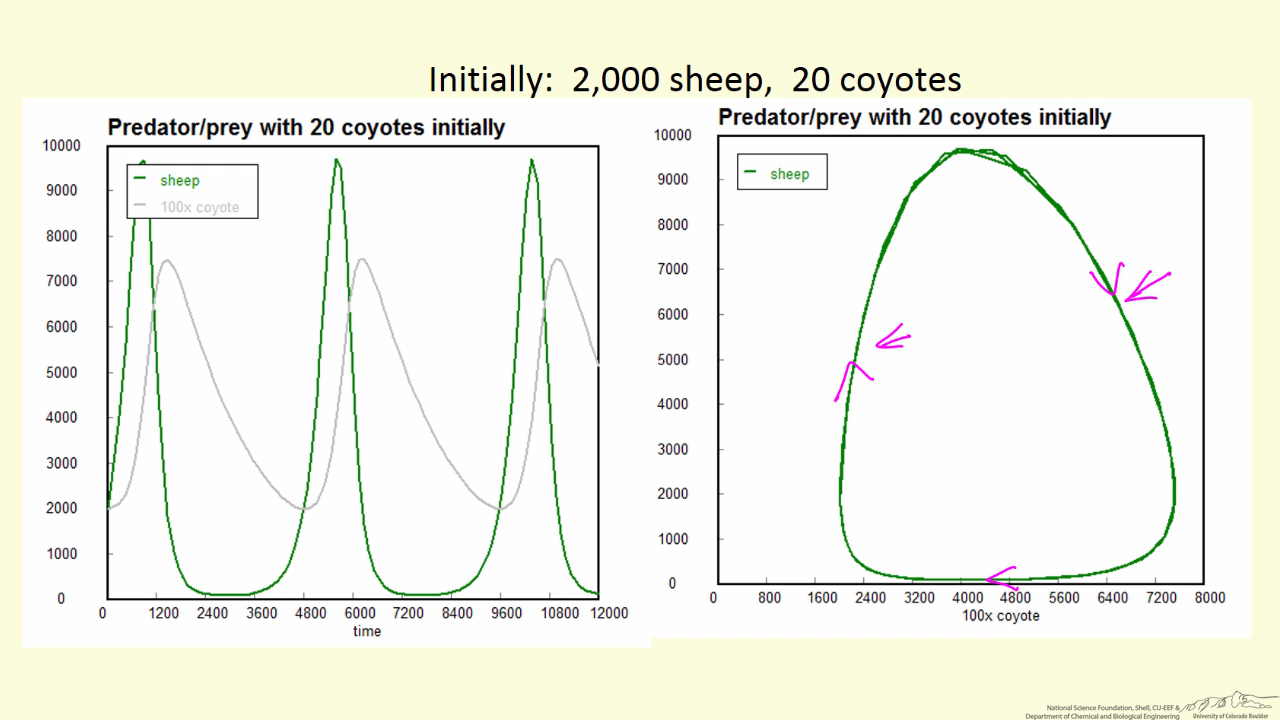 Initially:  2,000 sheep,  20 coyotes
Predator/prey with 20 coyotes initially
10000
9000
8000
7000
6000
5000
4000
3000
2000
1000
0
sheep
100x coyote
0 1200 2400 3600 4800 6000 7200 8400 9600 10800 12000
time
Predator/prey with 20 coyotes initially
10000
9000
8000
7000
6000
5000
4000
3000
2000
1000
0
sheep
0 800 1600 2400 3200 4000 4800 5600 6400 7200 8000
100x coyote
National Science Foundation, Shell, CU-EEF &
Department of Chemical and Biological Engineering
University of Colorado Boulder